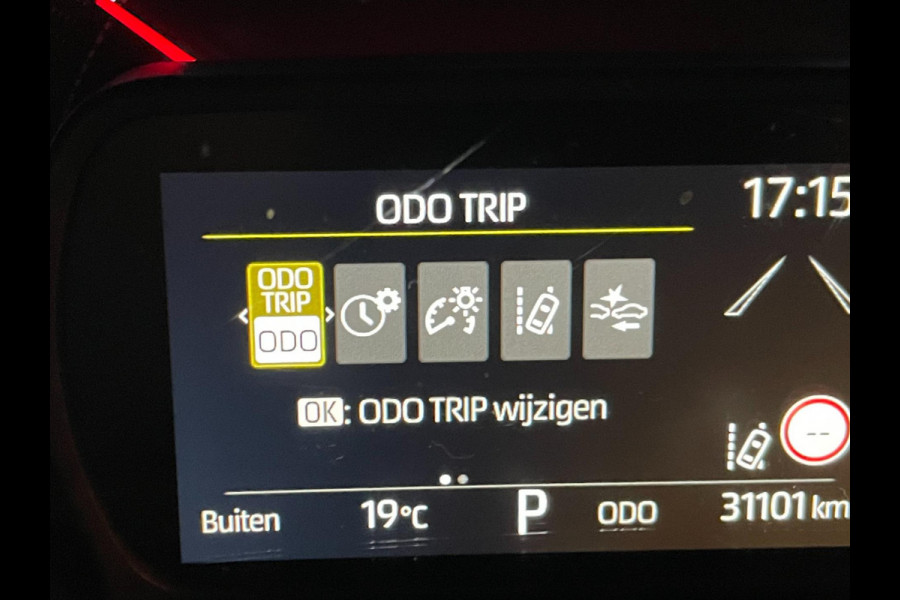 ODO TRIP
17:15
ODO
TRIP
ODO
OK: ODO TRIP wijzigen
--
Buiten 19°C P ODO 31101 km